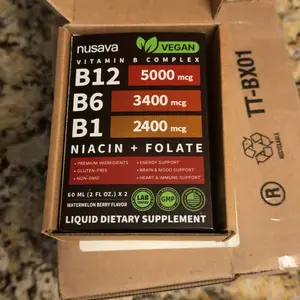 nusava
VEGAN
VITAMIN B COMPLEX
B12 5000 mcg
B6 3400 mcg
B1 2400 mcg
NIACIN + FOLATE
• PREMIUM INGREDIENTS • ENERGY SUPPORT
• GLUTEN-FREE • BRAIN & MOOD SUPPORT
• NON-GMO • HEART & IMMUNE SUPPORT
60 ML (2 FL. OZ.) X 2
WATERMELON BERRY FLAVOR
LAB
GMP
LIQUID DIETARY SUPPLEMENT
TT-BX01
R